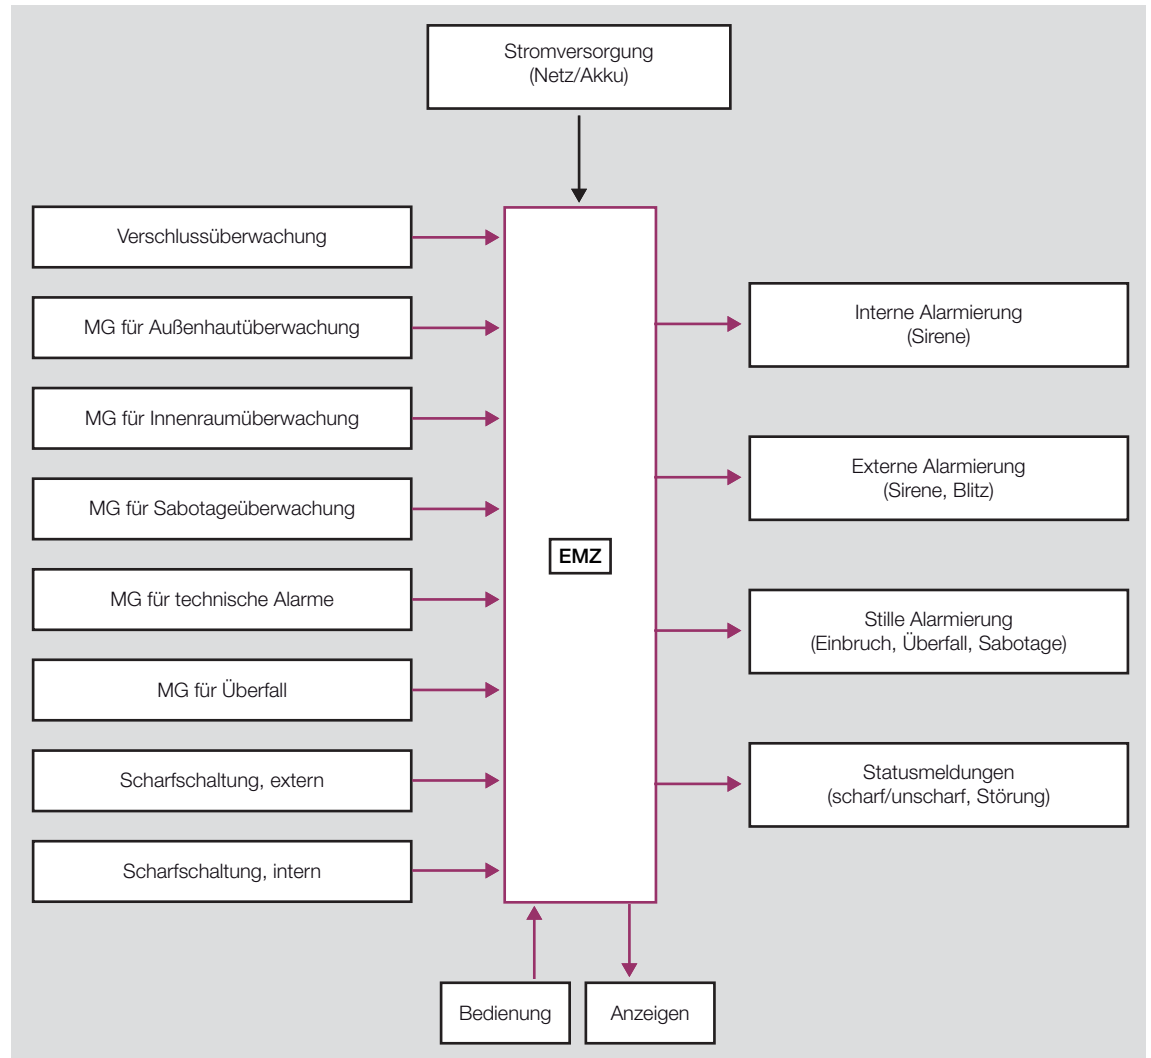 Stromversorgung
(Netz/Akku)
Verschlussüberwachung
MG für Außenhautüberwachung
MG für Innenraumüberwachung
MG für Sabotageüberwachung
MG für technische Alarme
MG für Überfall
Scharfschaltung, extern
Scharfschaltung, intern
EMZ
Interne Alarmierung
(Sirene)
Externe Alarmierung
(Sirene, Blitz)
Stille Alarmierung
(Einbruch, Überfall, Sabotage)
Statusmeldungen
(scharf/unscharf, Störung)
Bedienung
Anzeigen